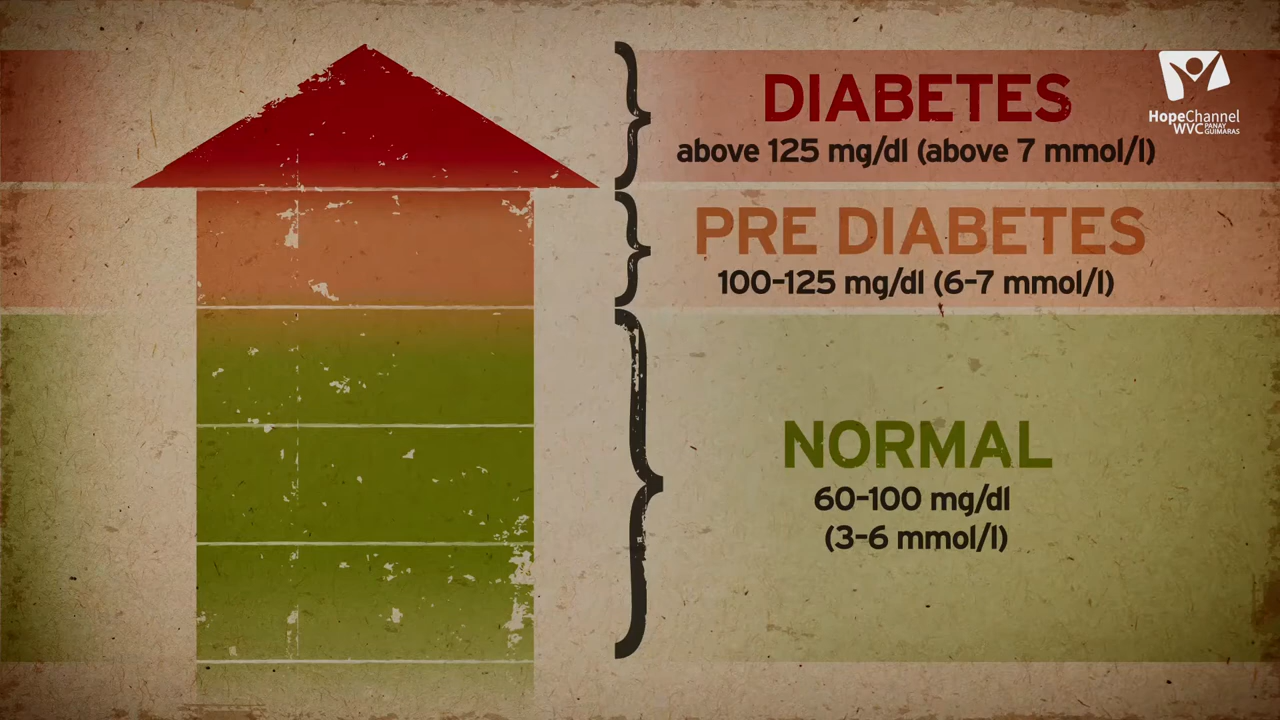 DIABETES
above 125 mg/dl (above 7 mmol/l)
HopeChannel
WVC PANAY GUIMARAS
PRE DIABETES
100-125 mg/dl (6-7 mmol/l)
NORMAL
60-100 mg/dl
(3-6 mmol/l)